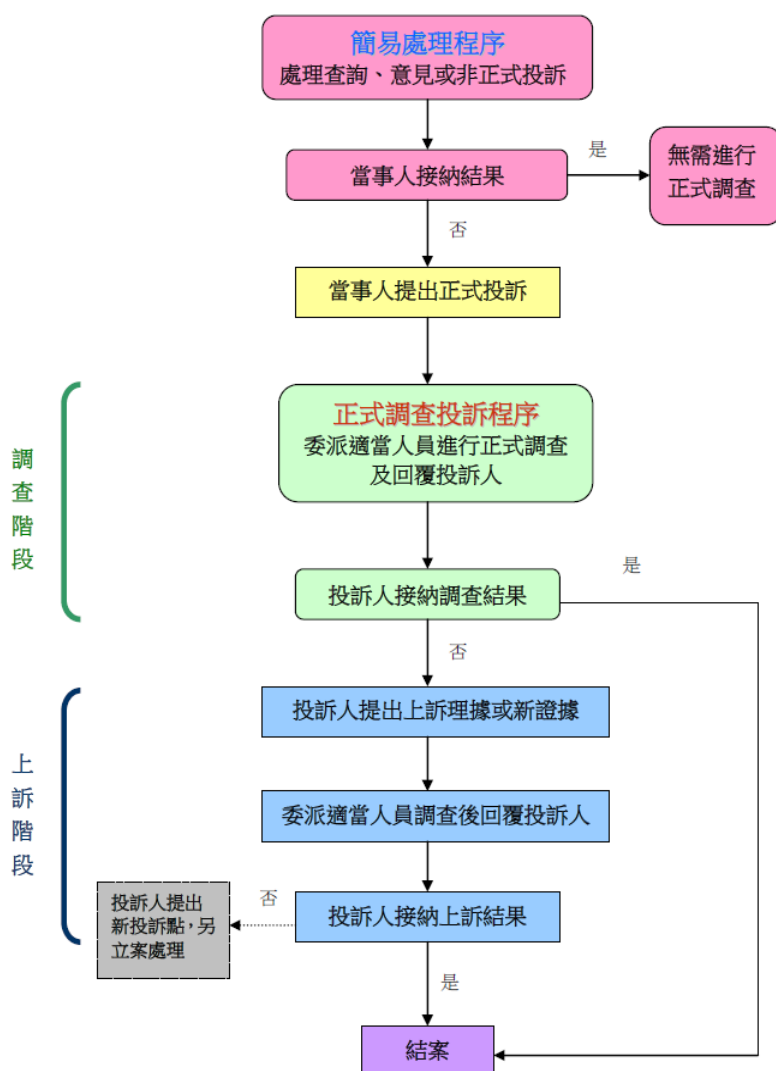 簡易處理程序
處理查詢、意見或非正式投訴
當事人接納結果
是
無需進行
正式調查
否
當事人提出正式投訴
調
查
階
段
正式調查投訴程序
委派適當人員進行正式調查
及回覆投訴人
投訴人接納調查結果
是
否
上
訴
階
段
投訴人提出上訴理據或新證據
委派適當人員調查後回覆投訴人
投訴人接納上訴結果
否
投訴人提出
新投訴點，另
立案處理
是
結案